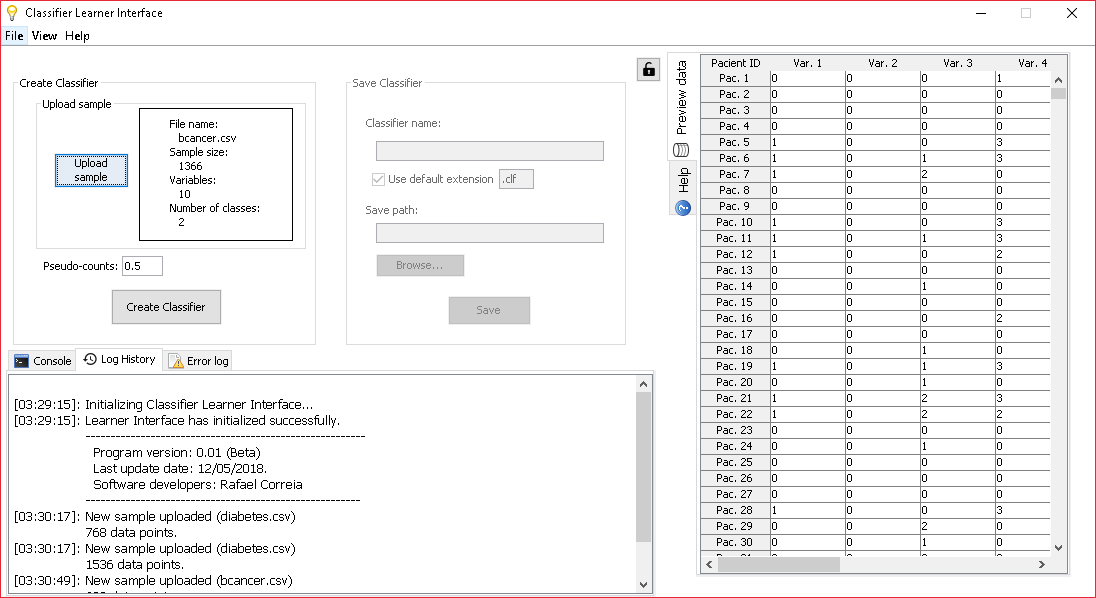 Classifier Learner Interface
File View Help
Create Classifier
Upload sample
Upload sample
File name:
bcancer.csv
Sample size:
1366
Variables:
10
Number of classes:
2
Pseudo-counts: 0.5
Create Classifier
Save Classifier
Classifier name:
Use default extension .clf
Save path:
Browse...
Save
Console Log History Error log
[03:29:15]: Initializing Classifier Learner Interface...
[03:29:15]: Learner Interface has initialized successfully.
--------------------------------------------------------
Program version: 0.01 (Beta)
Last update date: 12/05/2018.
Software developers: Rafael Correia
-------------------------------------------------------
[03:30:17]: New sample uploaded (diabetes.csv)
768 data points.
[03:30:17]: New sample uploaded (diabetes.csv)
1536 data points.
[03:30:49]: New sample uploaded (bcancer.csv)
Preview data
Help
Pacient ID Var. 1 Var. 2 Var. 3 Var. 4
Pac. 1 0 0 0 1
Pac. 2 0 0 0 0
Pac. 3 0 0 0 0
Pac. 4 0 0 0 0
Pac. 5 1 0 0 3
Pac. 6 1 0 1 3
Pac. 7 1 0 2 0
Pac. 8 0 0 0 0
Pac. 9 0 0 0 0
Pac. 10 1 0 0 3
Pac. 11 1 0 1 3
Pac. 12 1 0 0 2
Pac. 13 0 0 0 0
Pac. 14 0 0 1 0
Pac. 15 0 0 0 0
Pac. 16 0 0 0 2
Pac. 17 0 0 0 0
Pac. 18 0 0 1 0
Pac. 19 1 0 1 3
Pac. 20 0 0 1 0
Pac. 21 1 0 2 3
Pac. 22 1 0 2 2
Pac. 23 0 0 0 0
Pac. 24 0 0 1 0
Pac. 25 0 0 0 0
Pac. 26 0 0 0 0
Pac. 27 0 0 0 0
Pac. 28 1 0 0 3
Pac. 29 0 0 2 0
Pac. 30 0 0 1 0